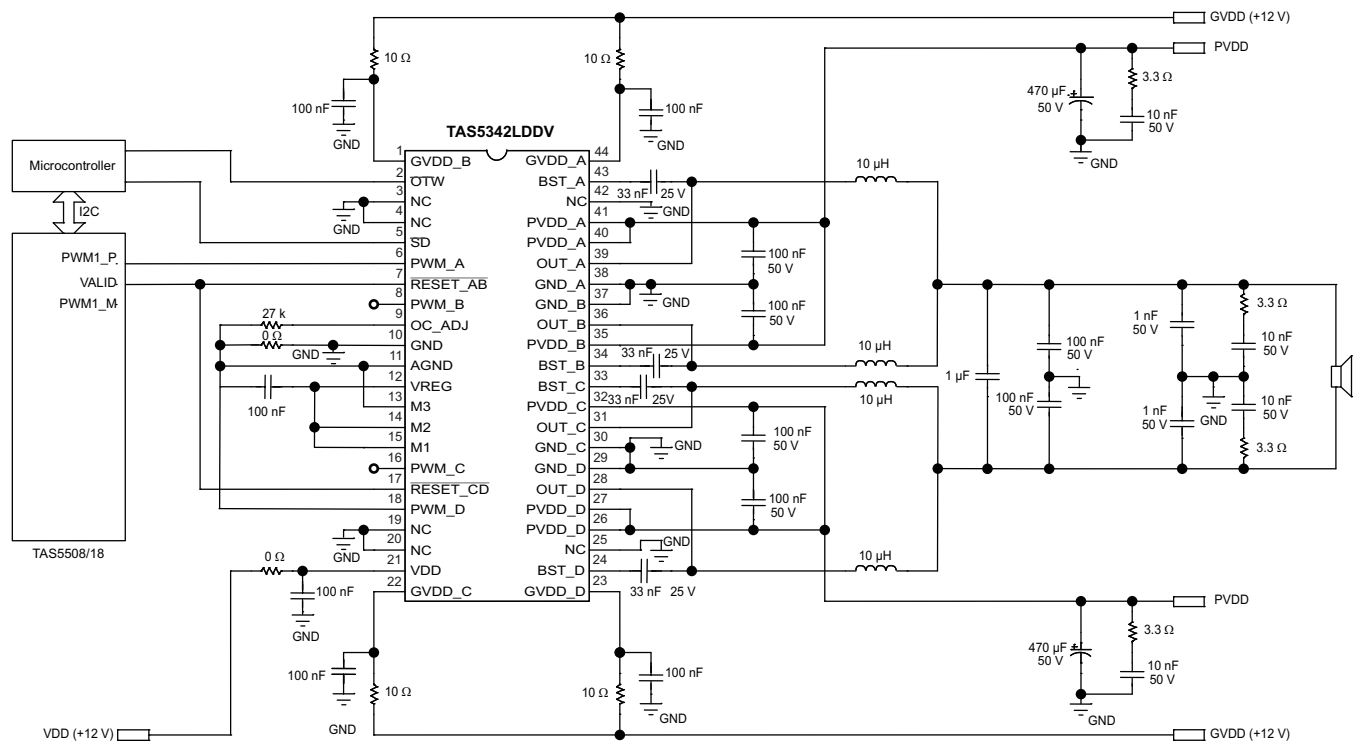 GVDD (+12 V)
PVDD
10 Ω
10 Ω
3.3 Ω
470 µF
50 V
100 nF
100 nF
10 nF
50 V
GND
GND
GND
TAS5342LDDV
Microcontroller
I2C
PWM1_P
VALID
PWM1_M
TAS5508/18
1 GVDD_B
2 OTW
3 NC
4 NC
5 SD
6 PWM_A
7 RESET_AB
8 PWM_B
9 OC_ADJ
10 GND
11 AGND
12 VREG
13 M3
14 M2
15 M1
16 PWM_C
17 RESET_CD
18 PWM_D
19 NC
20 NC
21 VDD
22 GVDD_C
GVDD_A 44
BST_A 43
NC 42
PVDD_A 41
PVDD_A 40
OUT_A 39
GND_A 38
GND_B 37
OUT_B 36
PVDD_B 35
BST_B 34
BST_C 33
PVDD_C 32
OUT_C 31
GND_C 30
GND_D 29
OUT_D 28
PVDD_D 27
PVDD_D 26
NC 25
BST_D 24
GVDD_D 23
GND
27 k
0 Ω
GND
100 nF
GND
0 Ω
100 nF
GND
33 nF 25 V
GND
100 nF
50 V
GND
100 nF
50 V
33 nF 25 V
33 nF 25V
GND
100 nF
50 V
100 nF
50 V
GND
33 nF 25 V
10 µH
10 µH
10 µH
10 µH
1 µF
100 nF
50 V
100 nF
50 V
1 nF
50 V
1 nF
50 V
GND
3.3 Ω
10 nF
50 V
10 nF
50 V
3.3 Ω
100 nF
GND
10 Ω
100 nF
GND
10 Ω
PVDD
3.3 Ω
470 µF
50 V
10 nF
50 V
GND
VDD (+12 V)
GVDD (+12 V)